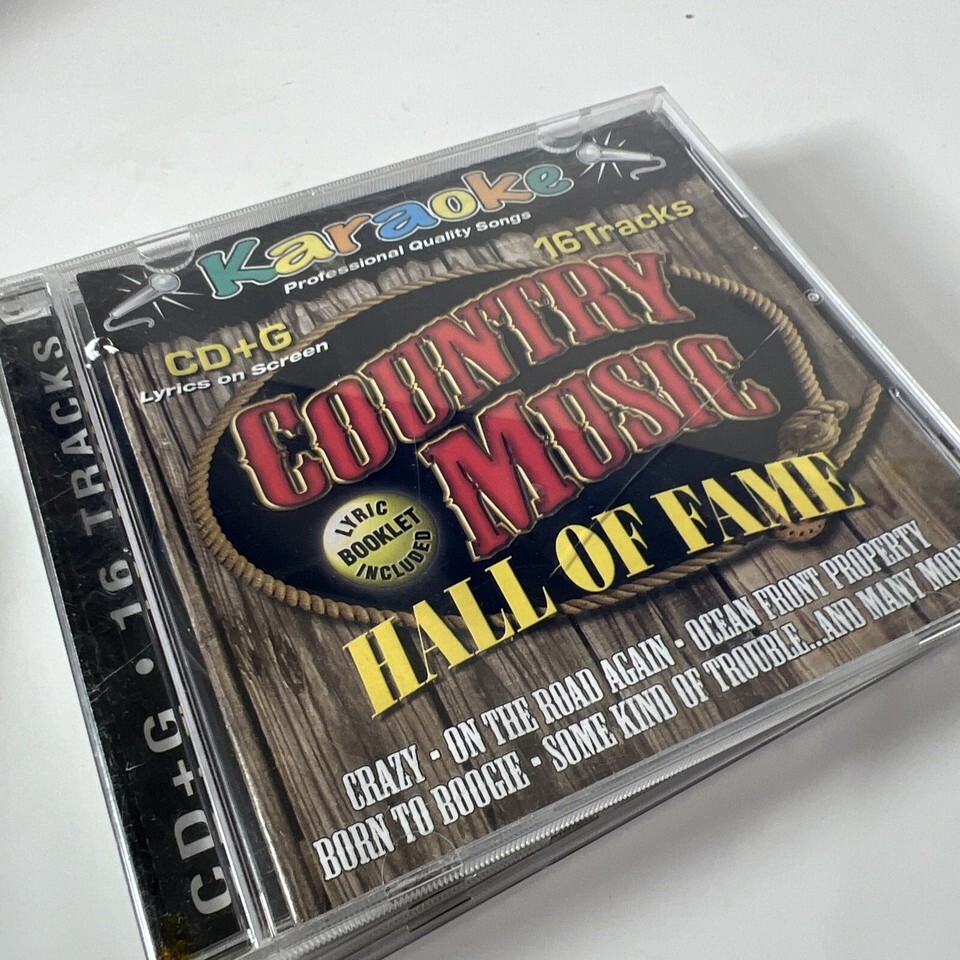 Karaoke
Professional Quality Songs
16 Tracks
CD+G
Lyrics on Screen
COUNTRY
MUSIC
LYRIC
BOOKLET
INCLUDED
HALL OF FAME
CRAZY - ON THE ROAD AGAIN - OCEAN FRONT PROPERTY
BORN TO BOOGIE - SOME KIND OF TROUBLE...AND MANY MOR
CD+G • 16 TRACKS